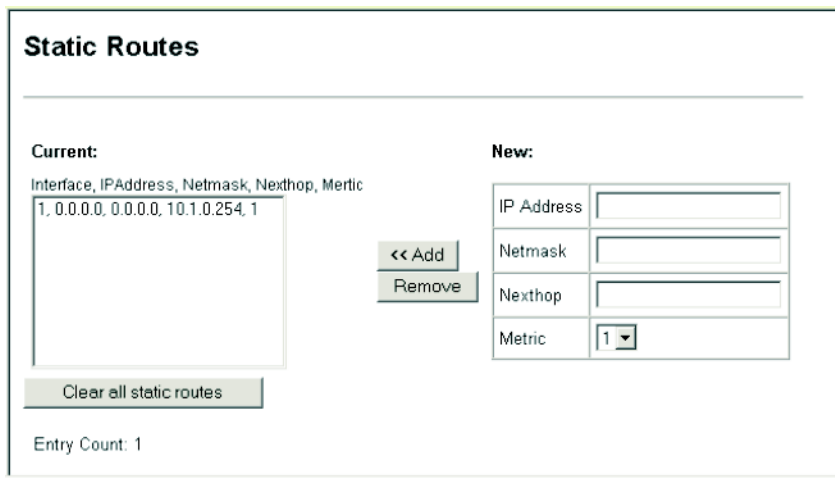 Static Routes
Current:
Interface, IPAddress, Netmask, Nexthop, Mertic
1, 0.0.0.0, 0.0.0.0, 10.1.0.254, 1
Clear all static routes
Entry Count: 1
<< Add
Remove
New:
IP Address
Netmask
Nexthop
Metric 1